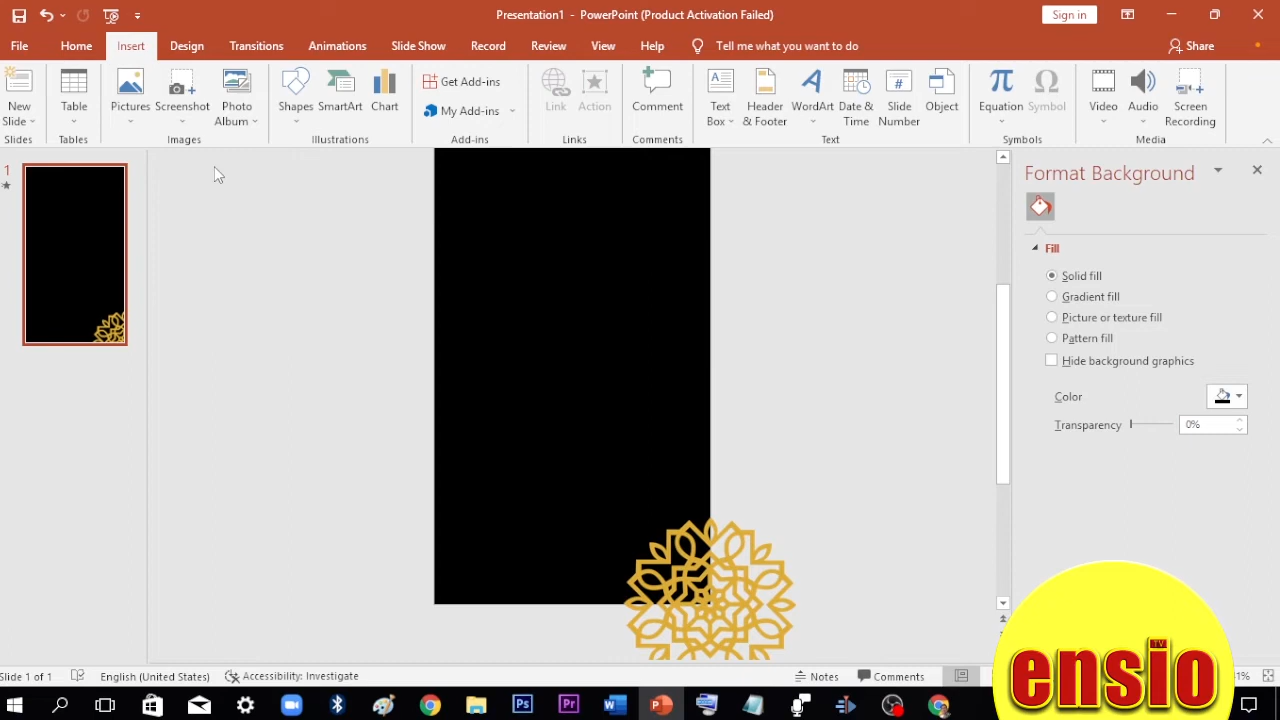 Presentation1 - PowerPoint (Product Activation Failed)
Sign in
File Home Insert Design Transitions Animations Slide Show Record Review View Help Tell me what you want to do Share
New Slide
Table
Pictures
Screenshot
Photo Album
Shapes
SmartArt
Chart
Get Add-ins
My Add-ins
Link
Action
Comment
Text Box
Header & Footer
WordArt
Date & Time
Slide Number
Object
Equation
Symbol
Video
Audio
Screen Recording
Slides Tables Images Illustrations Add-ins Links Comments Text Symbols Media
1
Format Background
Fill
Solid fill
Gradient fill
Picture or texture fill
Pattern fill
Hide background graphics
Color
Transparency 0%
TV
ensio
Slide 1 of 1 English (United States) Accessibility: Investigate Notes Comments 41%